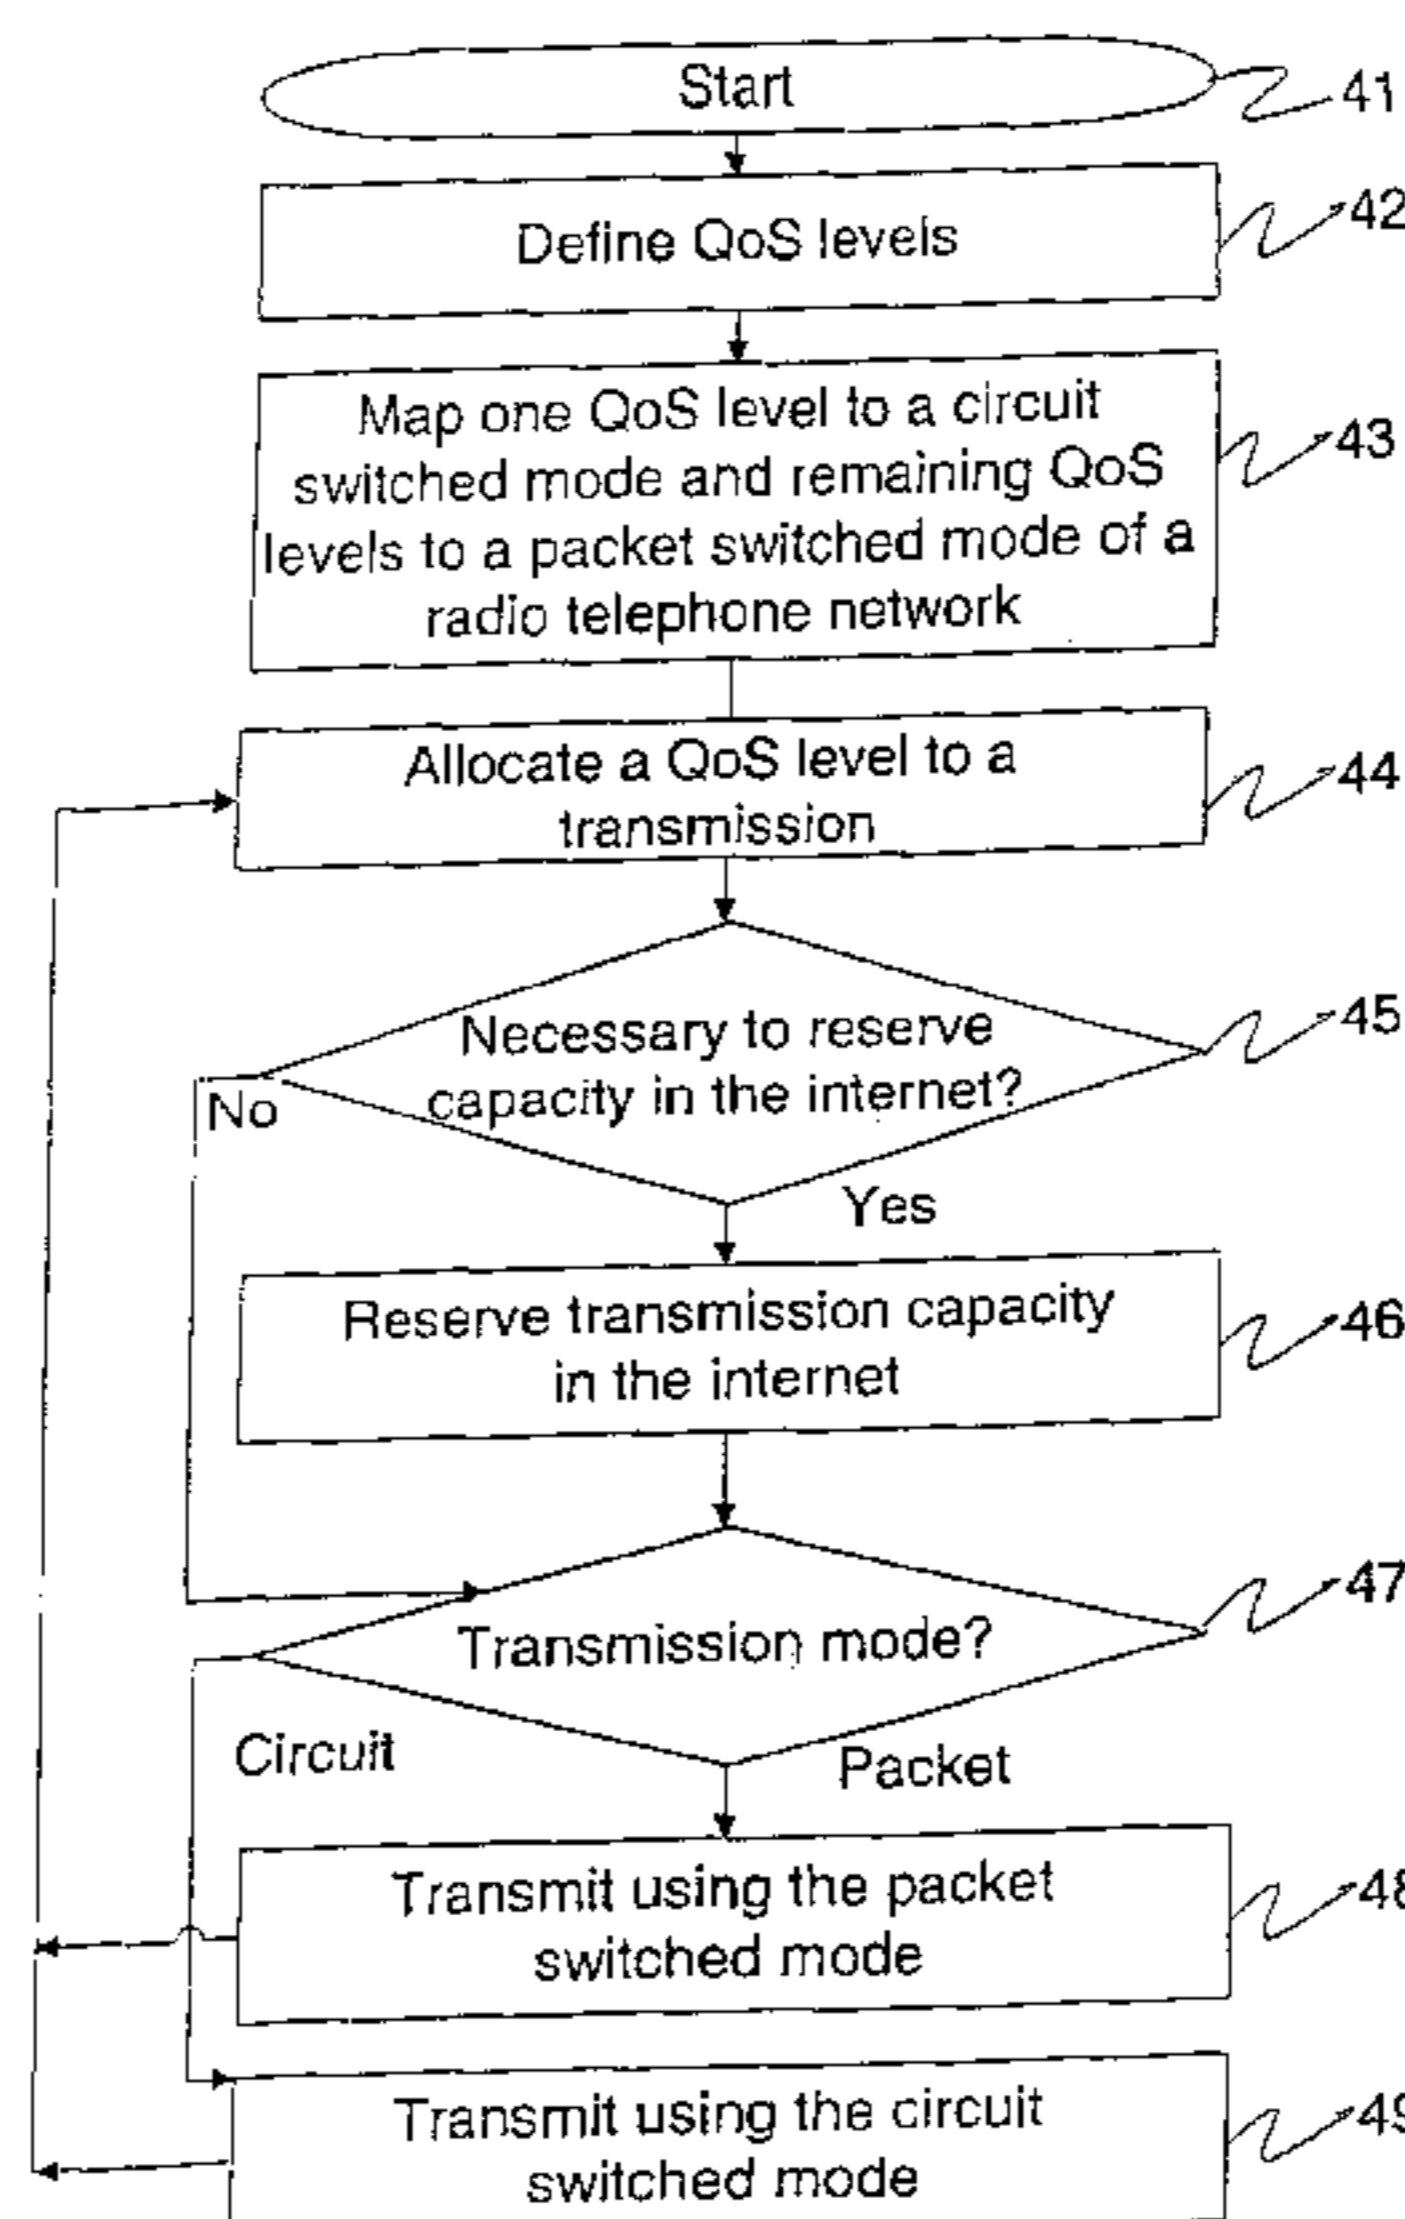 Start
41
Define QoS levels
42
Map one QoS level to a circuit
switched mode and remaining QoS
levels to a packet switched mode of a
radio telephone network
43
Allocate a QoS level to a
transmission
44
Necessary to reserve
capacity in the internet?
45
No
Yes
Reserve transmission capacity
in the internet
46
Transmission mode?
47
Circuit
Packet
Transmit using the packet
switched mode
48
Transmit using the circuit
switched mode
49